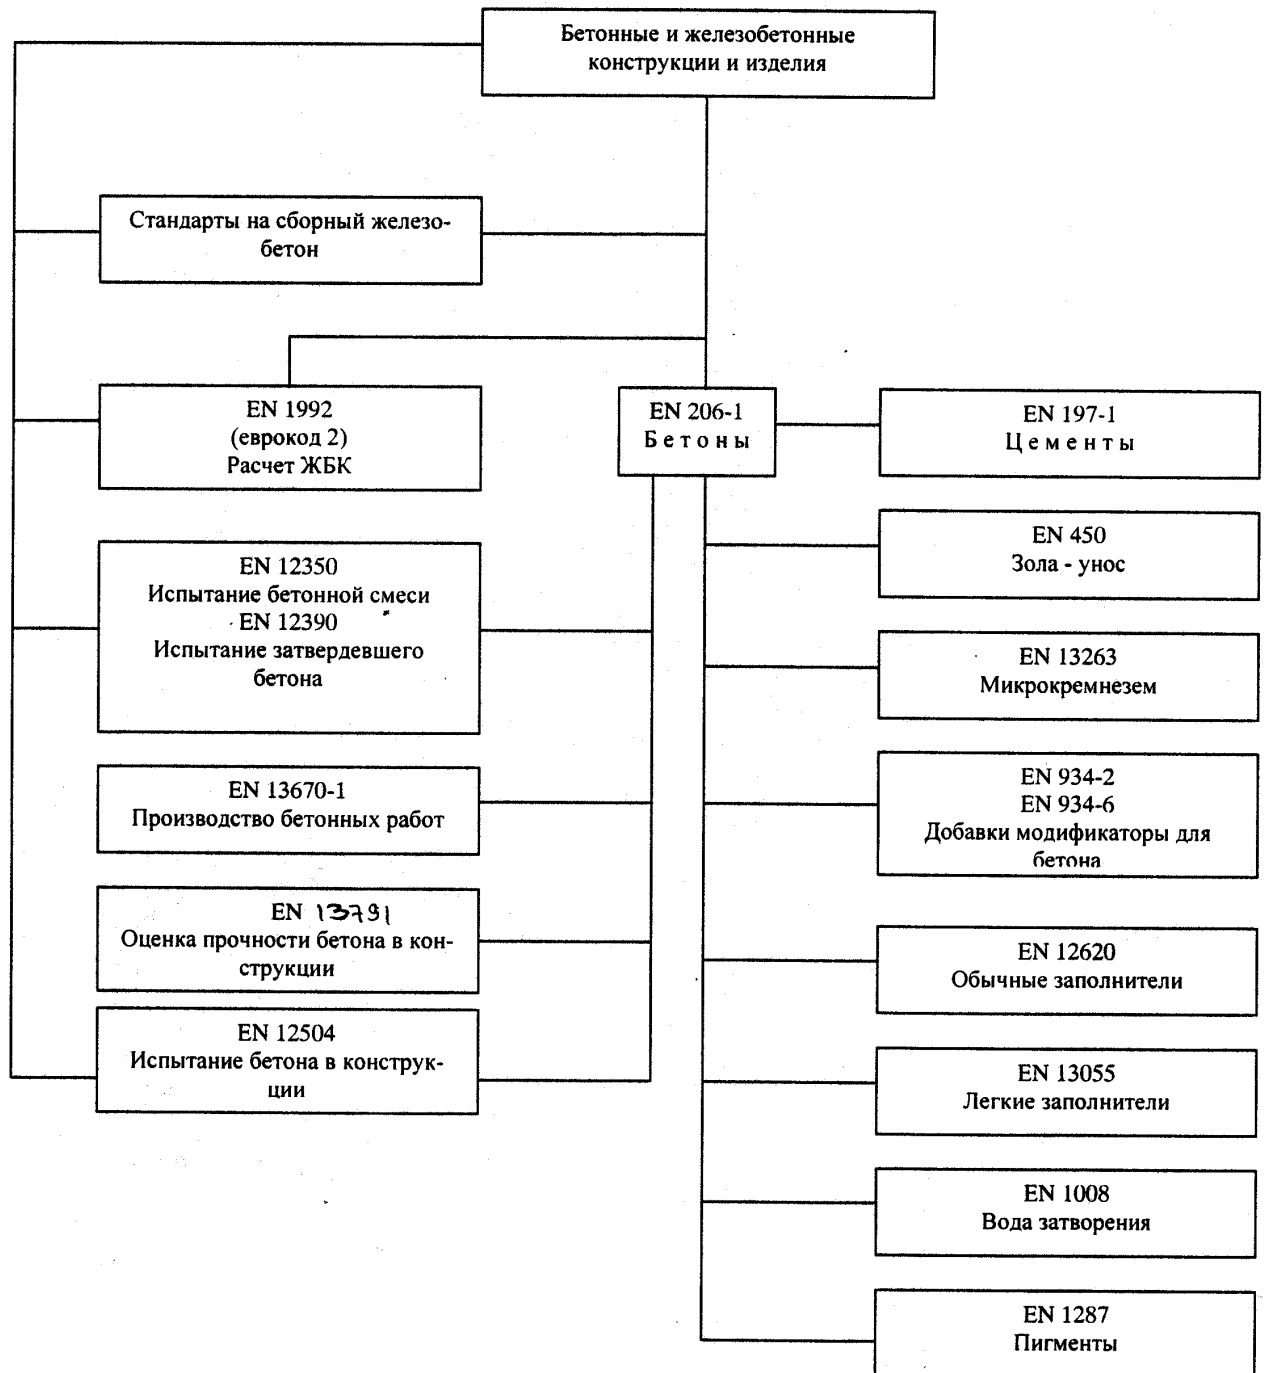 Бетонные и железобетонные
конструкции и изделия
Стандарты на сборный железо-
бетон
EN 1992
(еврокод 2)
Расчет ЖБК
EN 206-1
Бетоны
EN 197-1
Цементы
EN 450
Зола - унос
EN 12350
Испытание бетонной смеси
EN 12390
Испытание затвердевшего
бетона
EN 13263
Микрокремнезем
EN 13670-1
Производство бетонных работ
EN 934-2
EN 934-6
Добавки модификаторы для
бетона
EN 13791
Оценка прочности бетона в кон-
струкции
EN 12620
Обычные заполнители
EN 12504
Испытание бетона в конструк-
ции
EN 13055
Легкие заполнители
EN 1008
Вода затворения
EN 1287
Пигменты